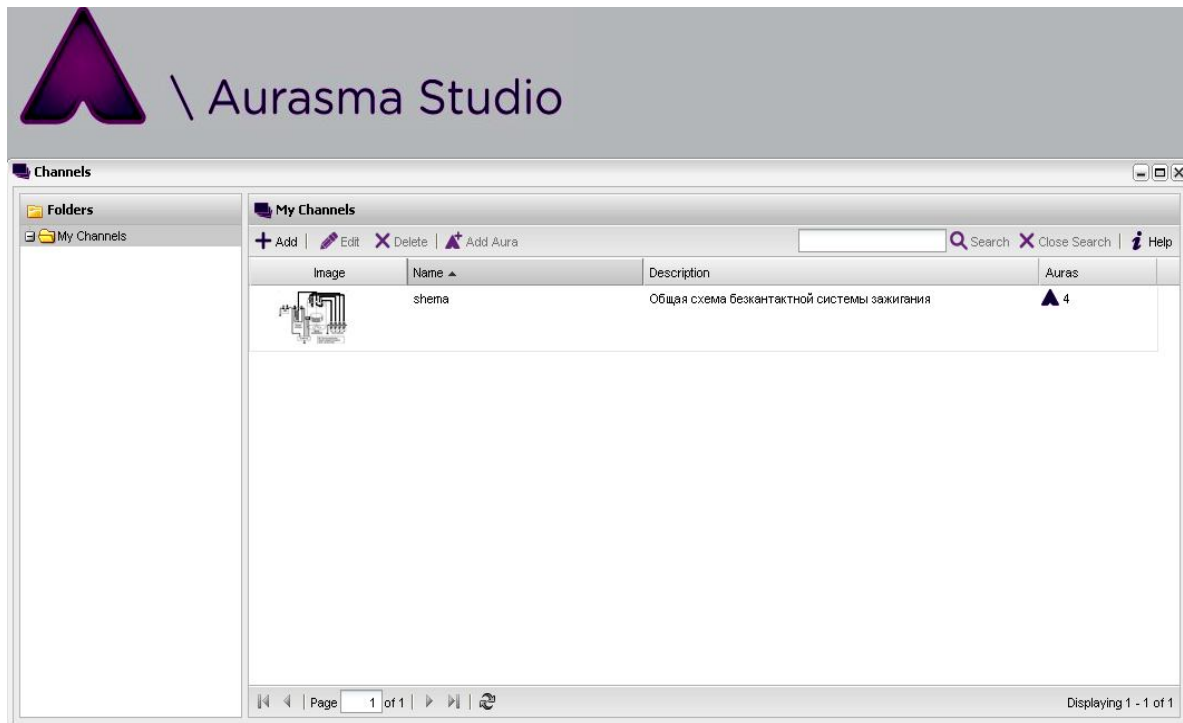 \ Aurasma Studio
Channels
Folders
My Channels
My Channels
Add | Edit Delete | Add Aura Search Close Search | Help
Image Name Description Auras
shema Общая схема безкантактной системы зажигания 4
Page 1 of 1 Displaying 1 - 1 of 1